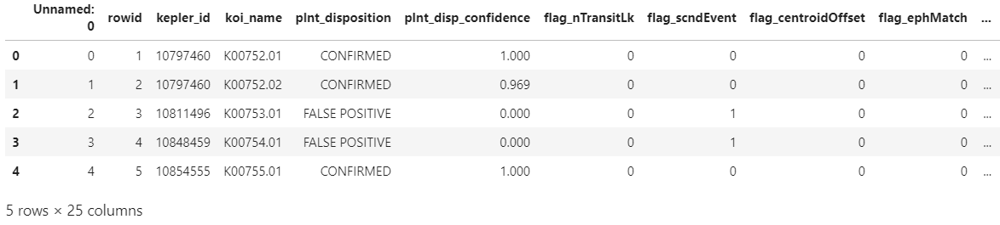 Unnamed: 0 rowid kepler_id koi_name plnt_disposition plnt_disp_confidence flag_nTransitLk flag_scndEvent flag_centroidOffset flag_ephMatch ...
0 0 1 10797460 K00752.01 CONFIRMED 1.000 0 0 0 0 ...
1 1 2 10797460 K00752.02 CONFIRMED 0.969 0 0 0 0 ...
2 2 3 10811496 K00753.01 FALSE POSITIVE 0.000 0 1 0 0 ...
3 3 4 10848459 K00754.01 FALSE POSITIVE 0.000 0 1 0 0 ...
4 4 5 10854555 K00755.01 CONFIRMED 1.000 0 0 0 0 ...
5 rows × 25 columns